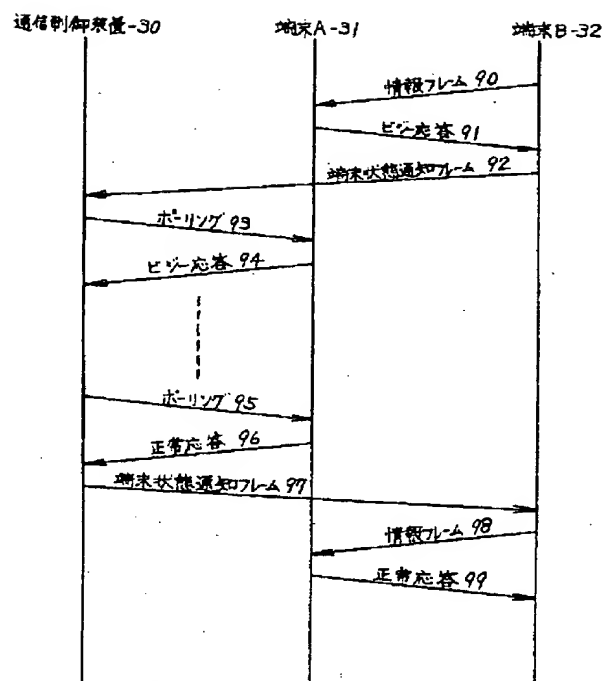 通信制御装置-30 端末A-31 端末B-32
情報フレーム 90
ビジー応答 91
端末状態通知フレーム 92
ポーリング 93
ビジー応答 94
ポーリング 95
正常応答 96
端末状態通知フレーム 97
情報フレーム 98
正常応答 99